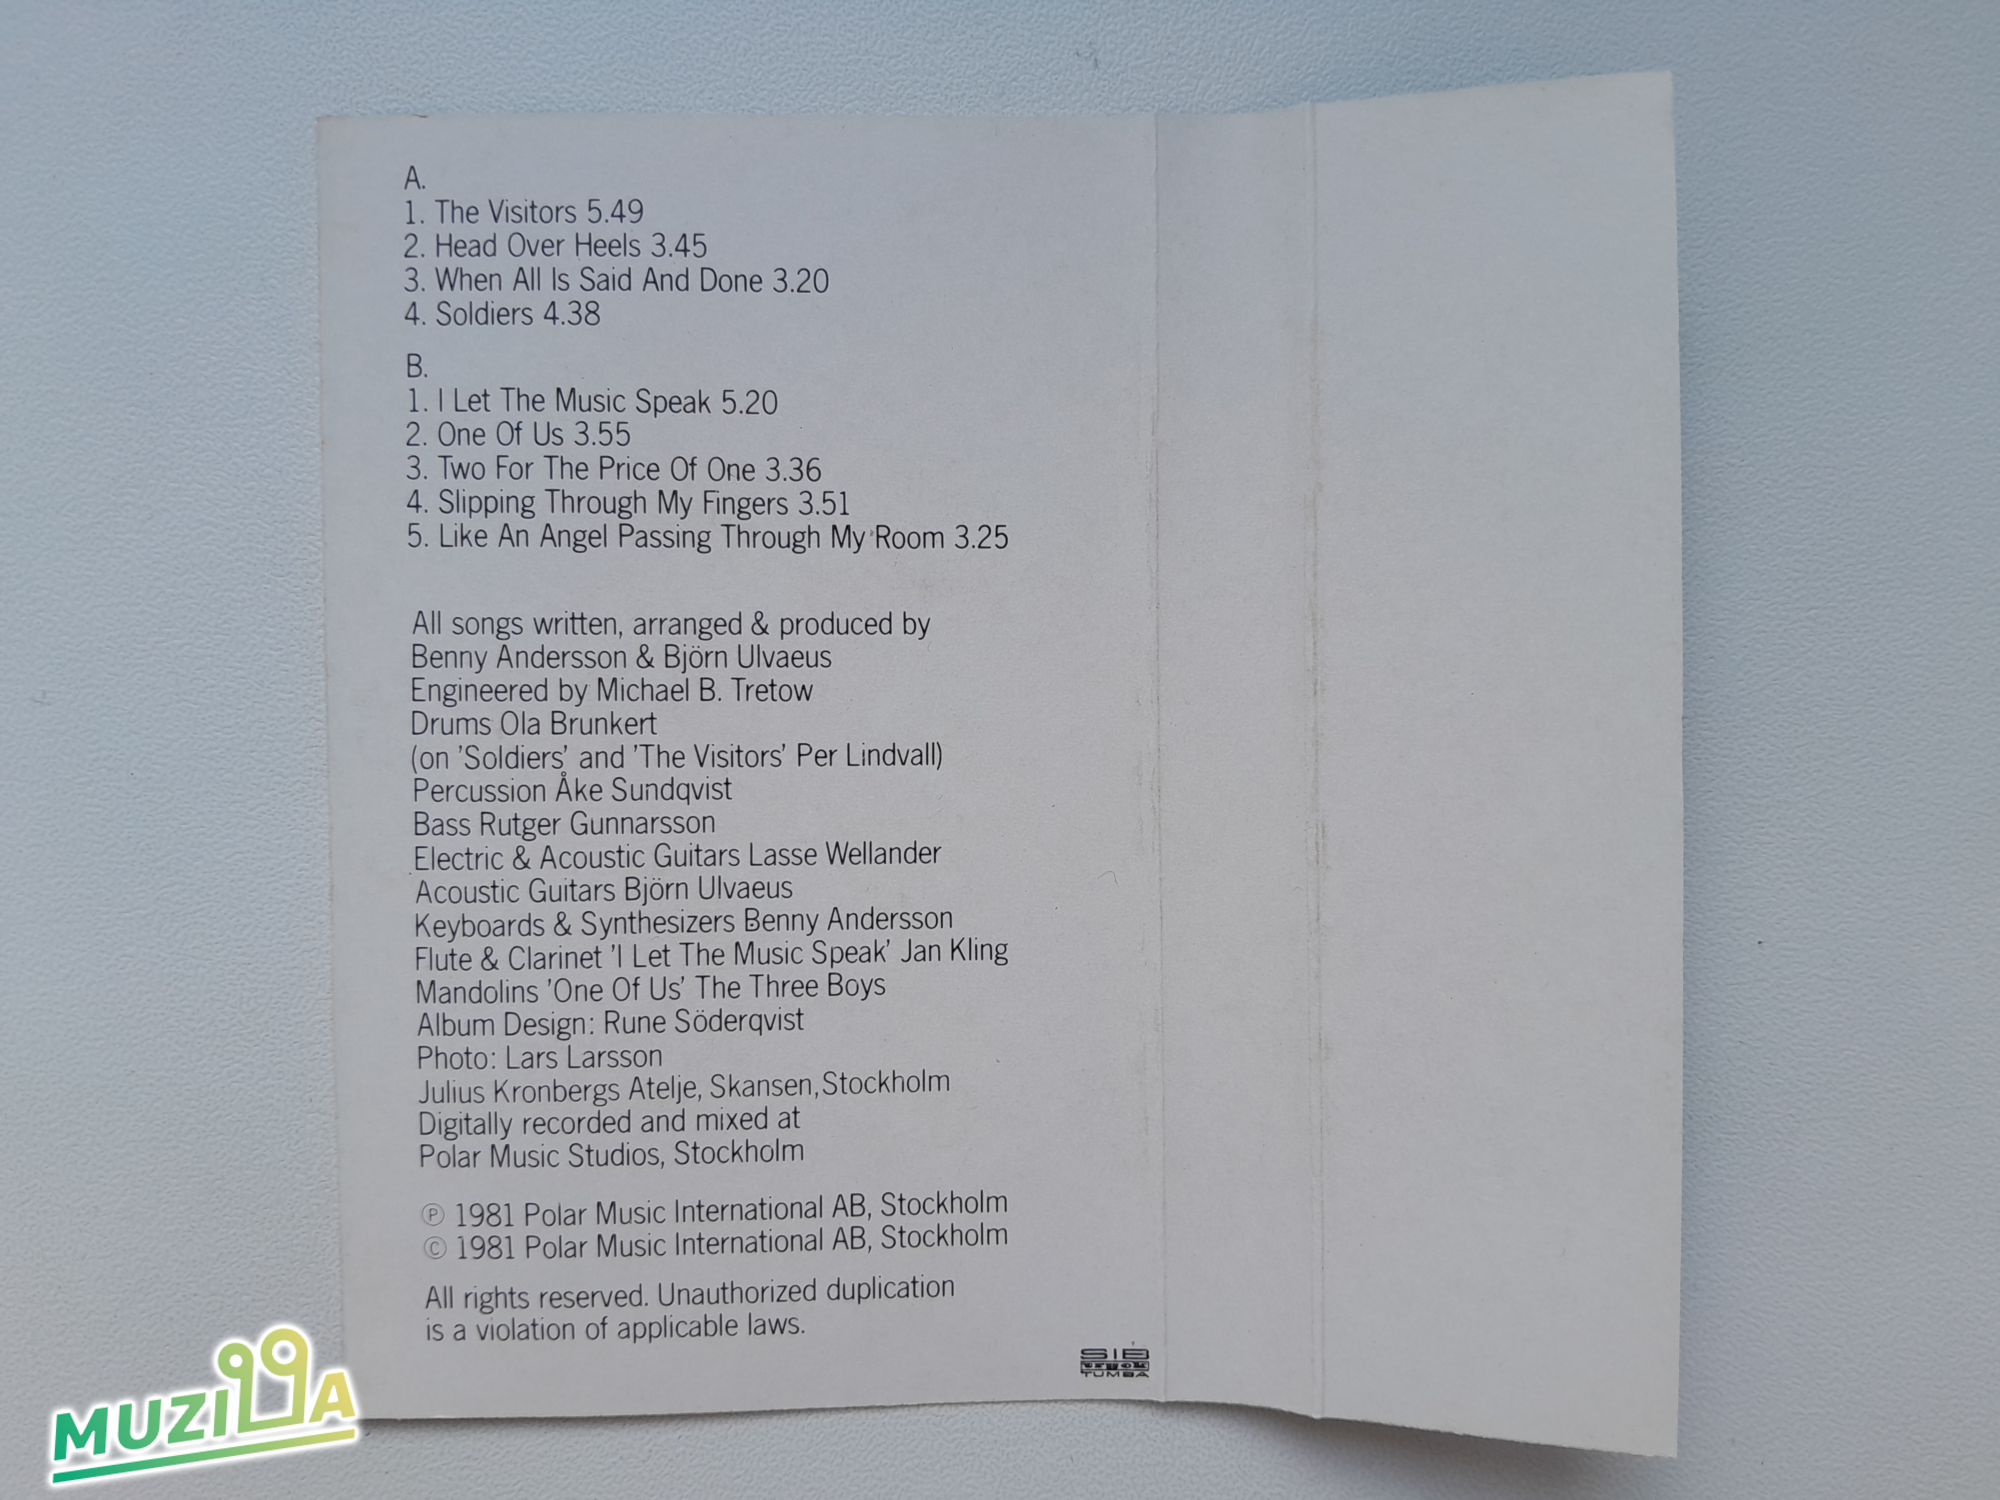 A.
1. The Visitors 5.49
2. Head Over Heels 3.45
3. When All Is Said And Done 3.20
4. Soldiers 4.38
B.
1. I Let The Music Speak 5.20
2. One Of Us 3.55
3. Two For The Price Of One 3.36
4. Slipping Through My Fingers 3.51
5. Like An Angel Passing Through My Room 3.25
All songs written, arranged & produced by
Benny Andersson & Björn Ulvaeus
Engineered by Michael B. Tretow
Drums Ola Brunkert
(on 'Soldiers' and 'The Visitors' Per Lindvall)
Percussion Åke Sundqvist
Bass Rutger Gunnarsson
Electric & Acoustic Guitars Lasse Wellander
Acoustic Guitars Björn Ulvaeus
Keyboards & Synthesizers Benny Andersson
Flute & Clarinet 'I Let The Music Speak' Jan Kling
Mandolins 'One Of Us' The Three Boys
Album Design: Rune Söderqvist
Photo: Lars Larsson
Julius Kronbergs Atelje, Skansen, Stockholm
Digitally recorded and mixed at
Polar Music Studios, Stockholm
℗ 1981 Polar Music International AB, Stockholm
© 1981 Polar Music International AB, Stockholm
All rights reserved. Unauthorized duplication
is a violation of applicable laws.
SIB
TUMBA
MUZILLA